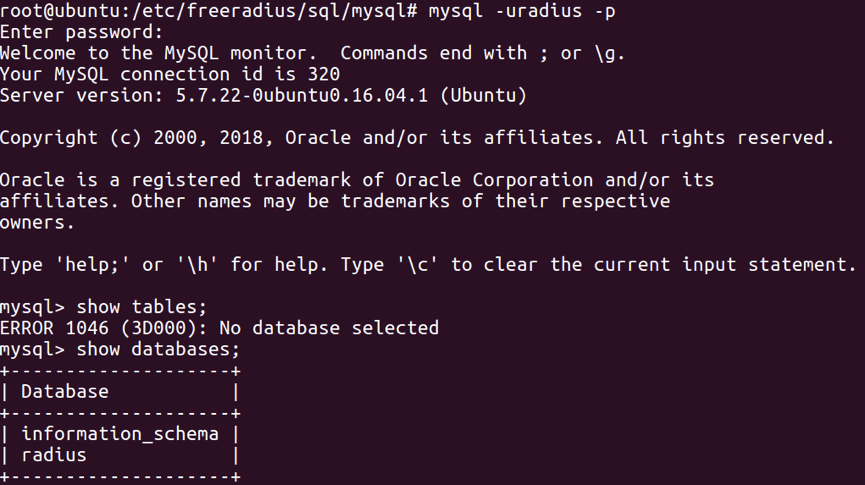 root@ubuntu:/etc/freeradius/sql/mysql# mysql -uradius -p
Enter password:
Welcome to the MySQL monitor.  Commands end with ; or \g.
Your MySQL connection id is 320
Server version: 5.7.22-0ubuntu0.16.04.1 (Ubuntu)

Copyright (c) 2000, 2018, Oracle and/or its affiliates. All rights reserved.

Oracle is a registered trademark of Oracle Corporation and/or its
affiliates. Other names may be trademarks of their respective
owners.

Type 'help;' or '\h' for help. Type '\c' to clear the current input statement.

mysql> show tables;
ERROR 1046 (3D000): No database selected
mysql> show databases;
+--------------------+
| Database           |
+--------------------+
| information_schema |
| radius             |
+--------------------+